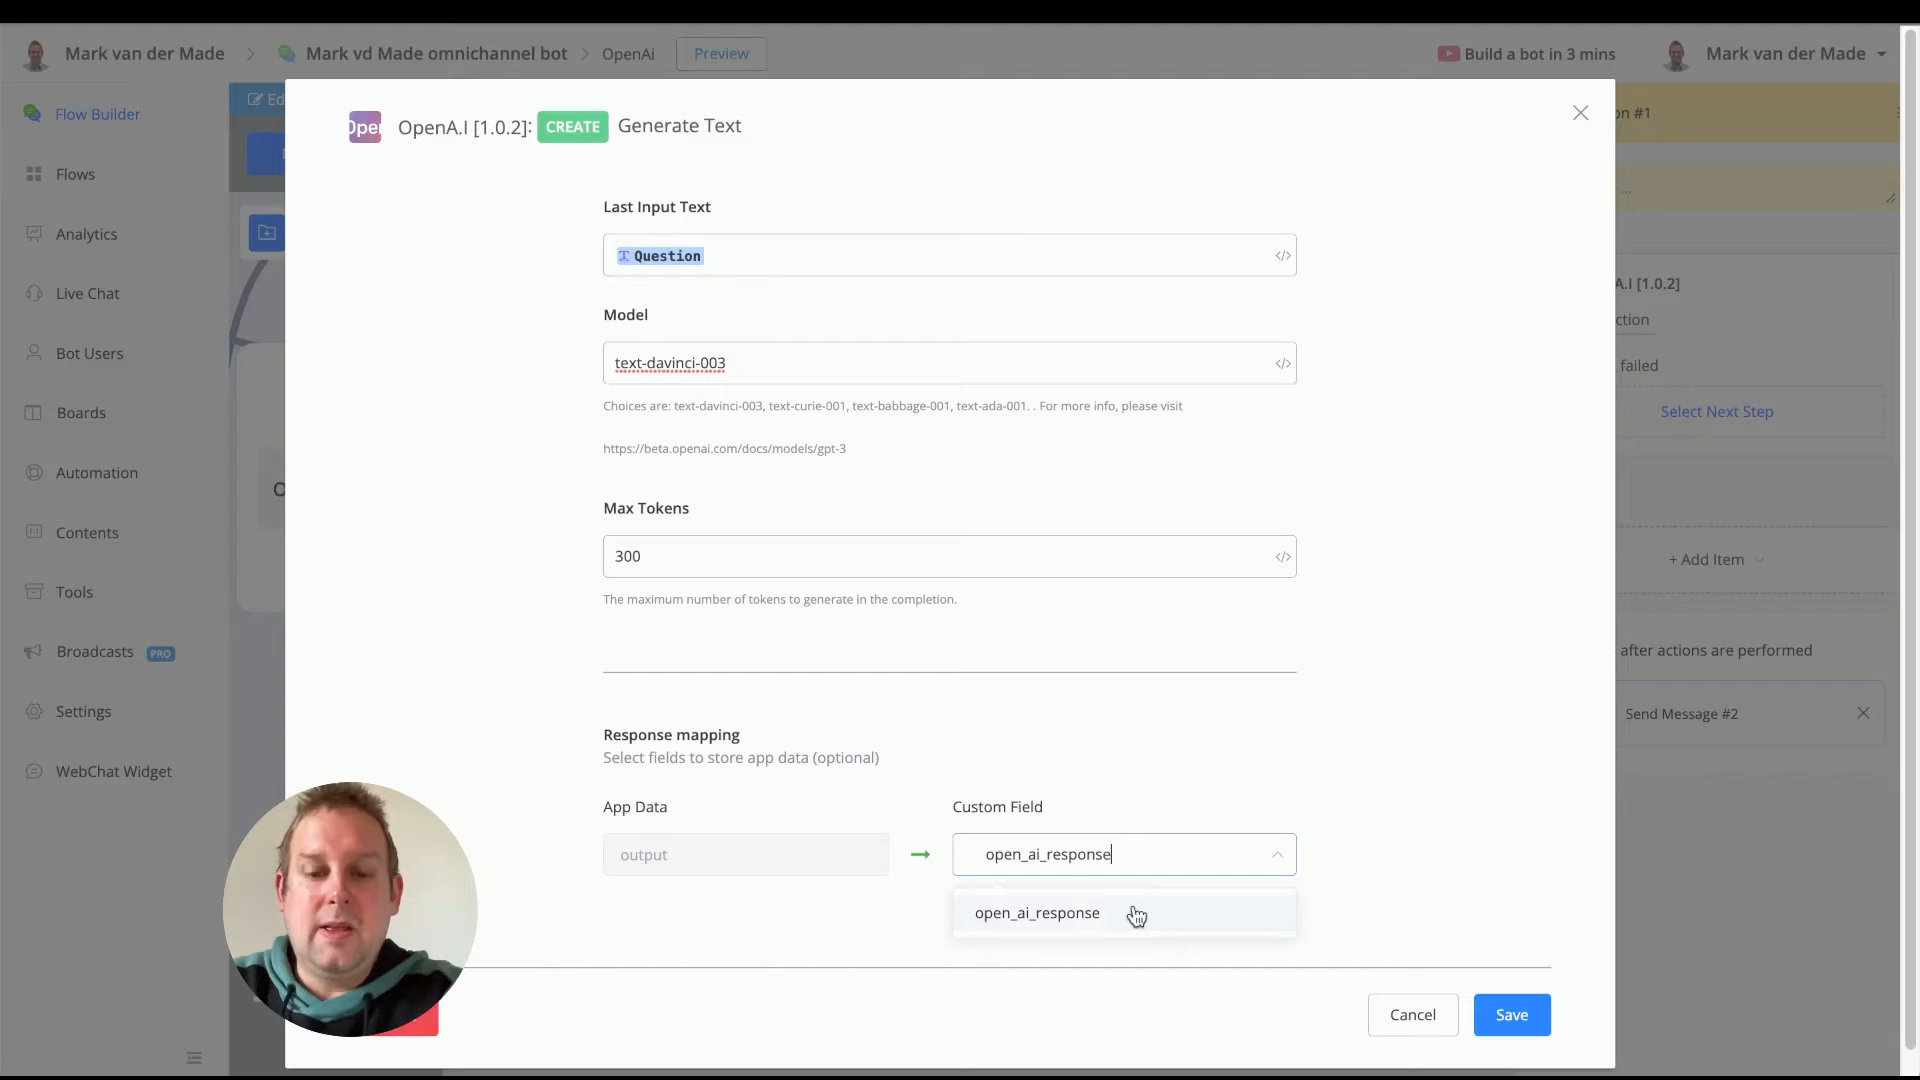 Mark van der Made > Mark vd Made omnichannel bot > OpenAi Preview
Build a bot in 3 mins Mark van der Made
Flow Builder
Flows
Analytics
Live Chat
Bot Users
Boards
Automation
Contents
Tools
Broadcasts PRO
Settings
WebChat Widget
OpenA.I [1.0.2]: CREATE Generate Text
Last Input Text
Question
Model
text-davinci-003
Choices are: text-davinci-003, text-curie-001, text-babbage-001, text-ada-001. . For more info, please visit
https://beta.openai.com/docs/models/gpt-3
Max Tokens
300
The maximum number of tokens to generate in the completion.
Response mapping
Select fields to store app data (optional)
App Data Custom Field
output → open_ai_response
open_ai_response
Cancel Save
#1
...
A.I [1.0.2]
failed
Select Next Step
+ Add Item
after actions are performed
Send Message #2